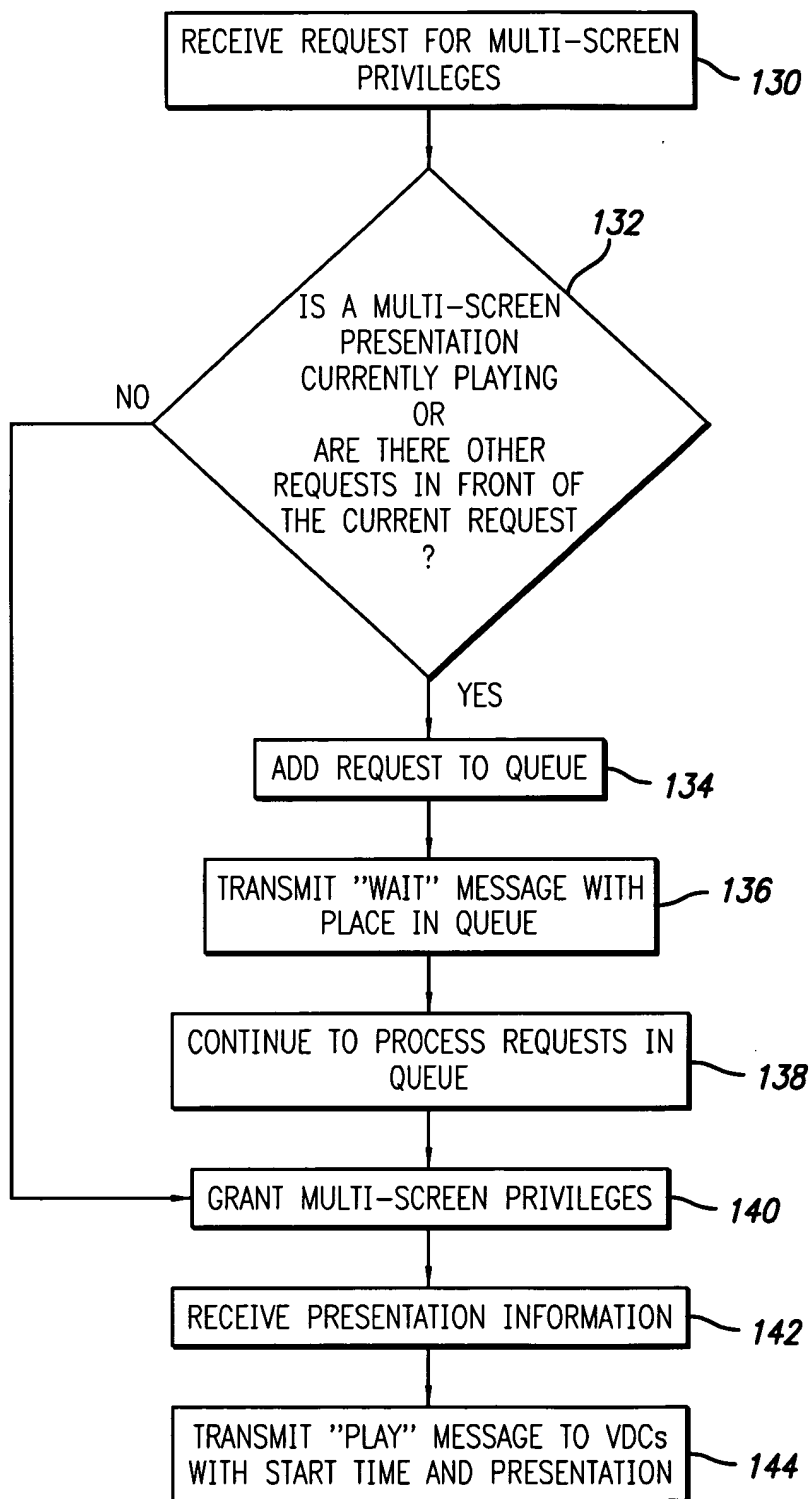 RECEIVE REQUEST FOR MULTI-SCREEN
PRIVILEGES
130
132
IS A MULTI-SCREEN
PRESENTATION
CURRENTLY PLAYING
OR
ARE THERE OTHER
REQUESTS IN FRONT OF
THE CURRENT REQUEST
?
NO
YES
ADD REQUEST TO QUEUE
134
TRANSMIT "WAIT" MESSAGE WITH
PLACE IN QUEUE
136
CONTINUE TO PROCESS REQUESTS IN
QUEUE
138
GRANT MULTI-SCREEN PRIVILEGES
140
RECEIVE PRESENTATION INFORMATION
142
TRANSMIT "PLAY" MESSAGE TO VDCs
WITH START TIME AND PRESENTATION
144